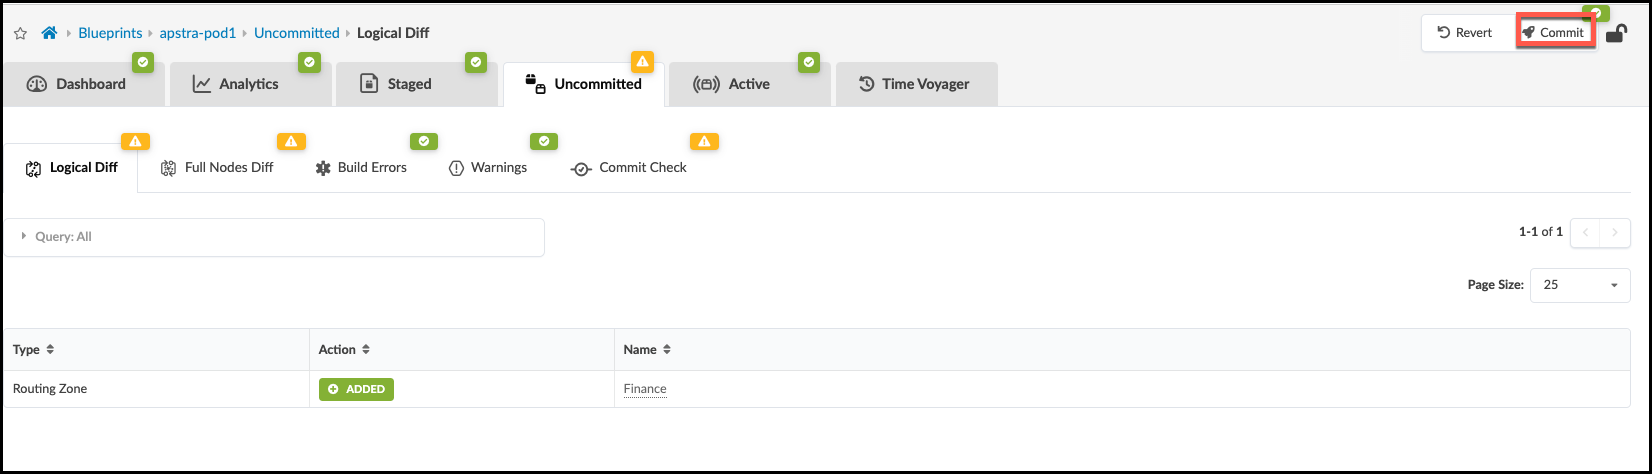 Blueprints apstra-pod1 Uncommitted Logical Diff
Revert Commit
Dashboard Analytics Staged Uncommitted Active Time Voyager
Logical Diff Full Nodes Diff Build Errors Warnings Commit Check
Query: All
1-1 of 1
Page Size: 25
Type Action Name
Routing Zone ADDED Finance